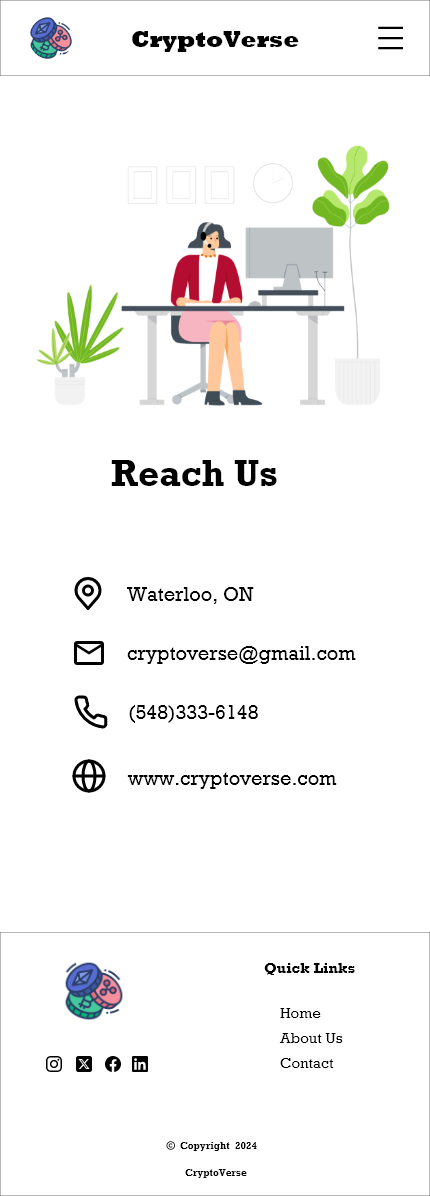 CryptoVerse
Reach Us
Waterloo, ON
cryptoverse@gmail.com
(548)333-6148
www.cryptoverse.com
Quick Links
Home
About Us
Contact
© Copyright 2024
CryptoVerse